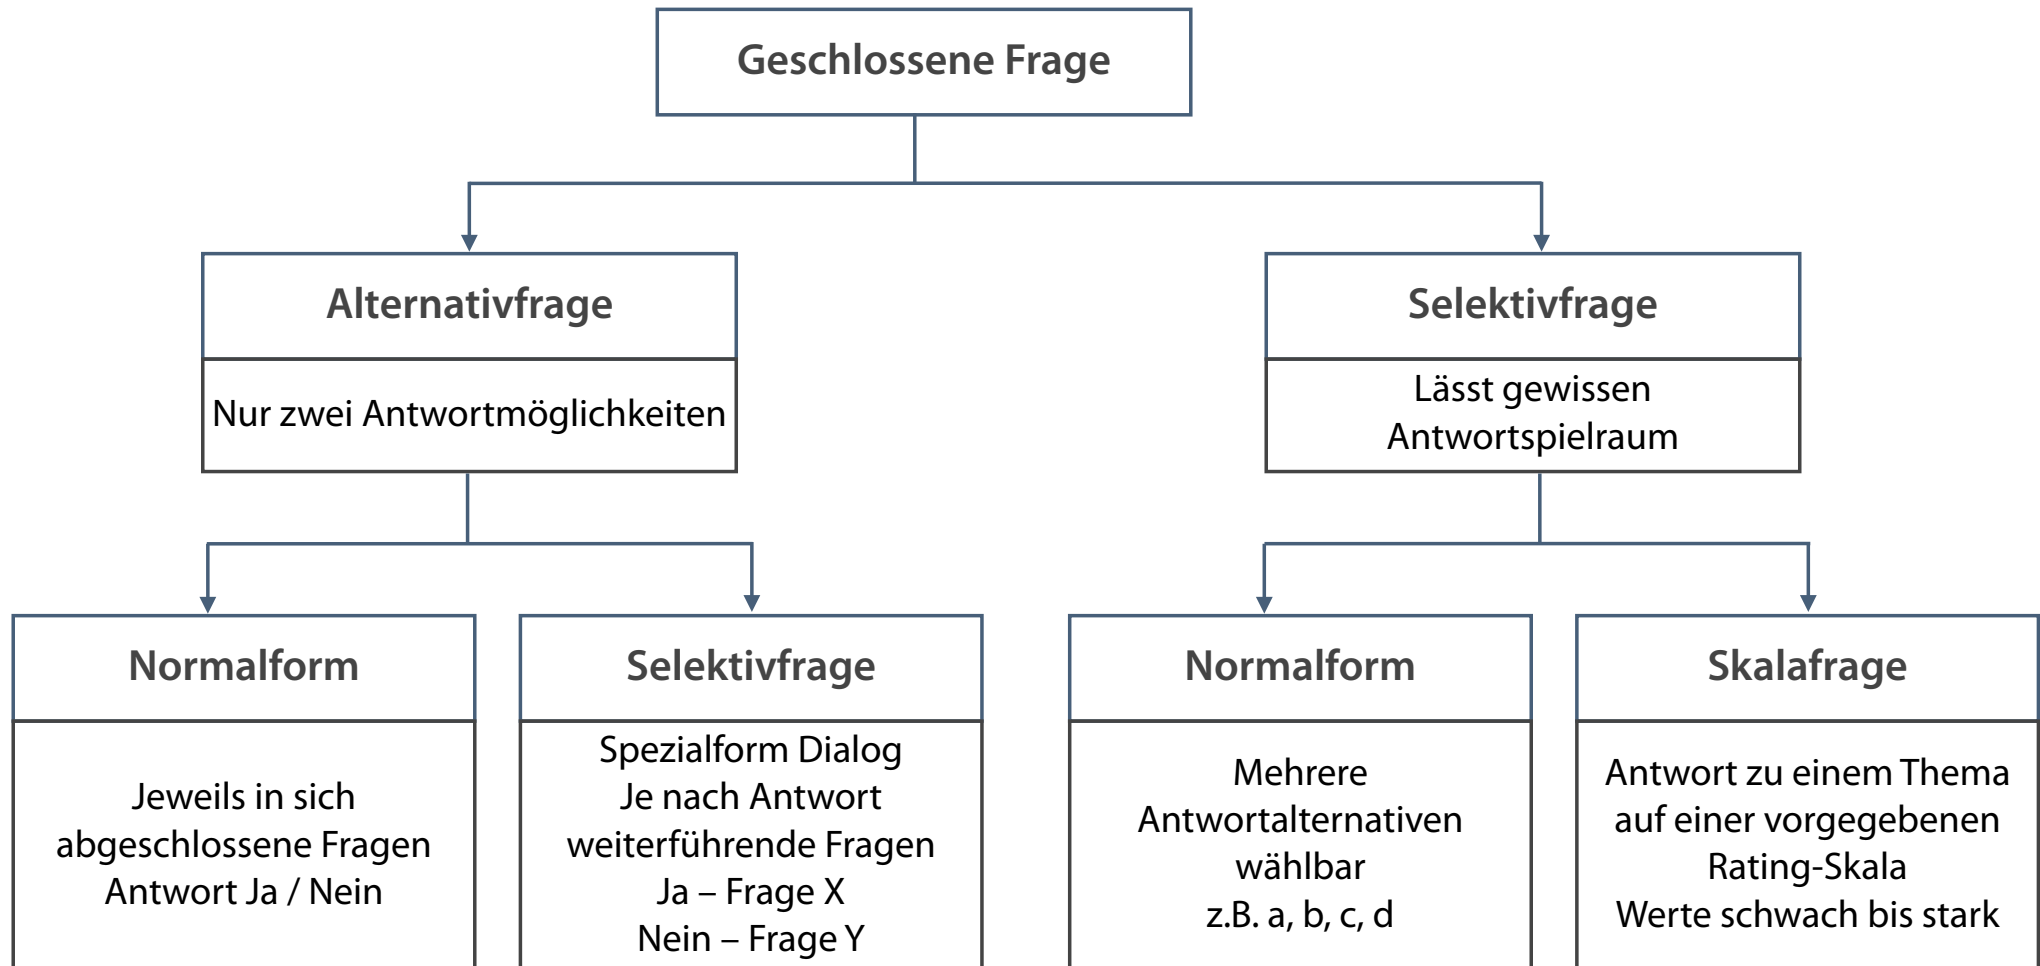 Geschlossene Frage
Alternativfrage
Nur zwei Antwortmöglichkeiten
Selektivfrage
Lässt gewissen
Antwortspielraum
Normalform
Jeweils in sich
abgeschlossene Fragen
Antwort Ja / Nein
Selektivfrage
Spezialform Dialog
Je nach Antwort
weiterführende Fragen
Ja – Frage X
Nein – Frage Y
Normalform
Mehrere
Antwortalternativen
wählbar
z.B. a, b, c, d
Skalafrage
Antwort zu einem Thema
auf einer vorgegebenen
Rating-Skala
Werte schwach bis stark